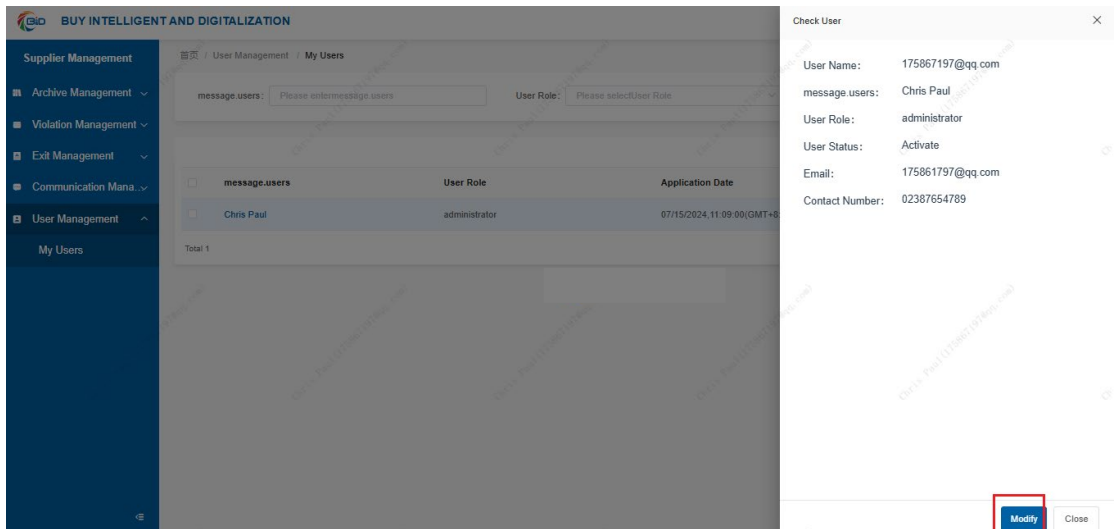 BID BUY INTELLIGENT AND DIGITALIZATION
Supplier Management
Archive Management
Violation Management
Exit Management
Communication Mana...
User Management
My Users
首页 / User Management / My Users
message.users: Please entermessage.users User Role: Please selectUser Role
message.users User Role Application Date
Chris Paul administrator 07/15/2024,11:09:00(GMT+8:
Total 1
Check User
User Name: 175867197@qq.com
message.users: Chris Paul
User Role: administrator
User Status: Activate
Email: 175861797@qq.com
Contact Number: 02387654789
Modify Close